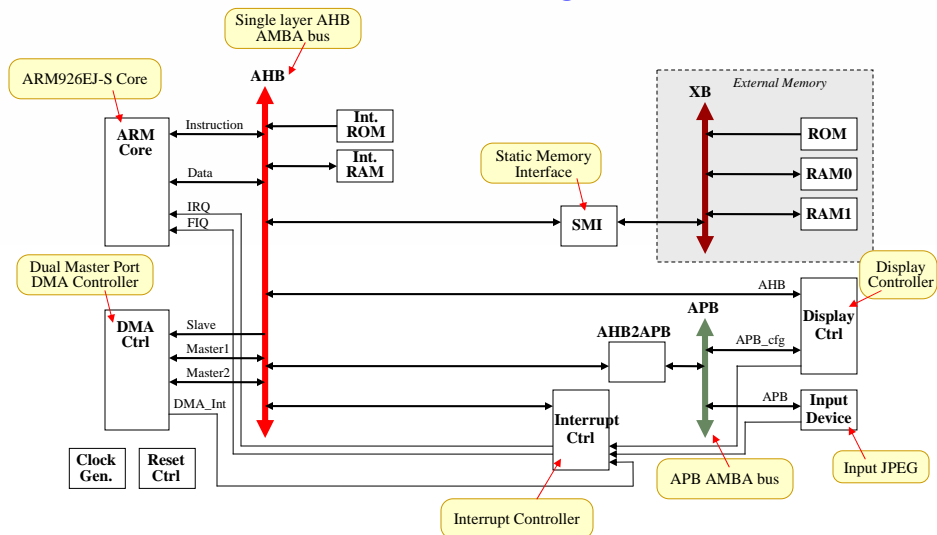 Single layer AHB
AMBA bus
ARM926EJ-S Core
AHB
External Memory
XB
ARM
Core
Instruction
Int.
ROM
ROM
Int.
RAM
Static Memory
Interface
Data
RAM0
IRQ
FIQ
SMI
RAM1
Dual Master Port
DMA Controller
Display
Controller
AHB
DMA
Ctrl
Slave
APB
Display
Ctrl
AHB2APB
APB_cfg
Master1
Master2
DMA_Int
APB
Input
Device
Interrupt
Ctrl
Clock
Gen.
Reset
Ctrl
APB AMBA bus
Input JPEG
Interrupt Controller